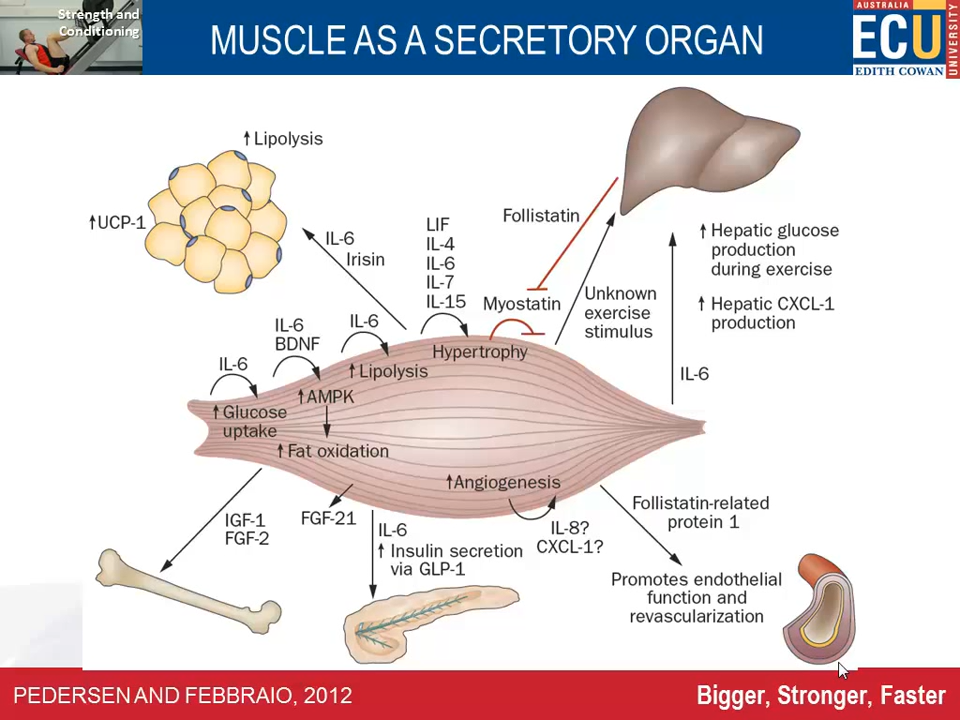 Strength and
Conditioning
MUSCLE AS A SECRETORY ORGAN
AUSTRALIA
ECU
EDITH COWAN
UNIVERSITY
↑ Lipolysis
↑UCP-1
IL-6
Irisin
LIF
IL-4
IL-6
IL-7
IL-15
Follistatin
Myostatin
Unknown
exercise
stimulus
↑ Hepatic glucose
production
during exercise
↑ Hepatic CXCL-1
production
IL-6
IL-6
IL-6
BDNF
IL-6
Hypertrophy
↑ Lipolysis
↑AMPK
↑ Glucose
uptake
↑ Fat oxidation
↑Angiogenesis
IGF-1
FGF-2
FGF-21
IL-6
↑ Insulin secretion
via GLP-1
IL-8?
CXCL-1?
Follistatin-related
protein 1
Promotes endothelial
function and
revascularization
PEDERSEN AND FEBBRAIO, 2012
Bigger, Stronger, Faster